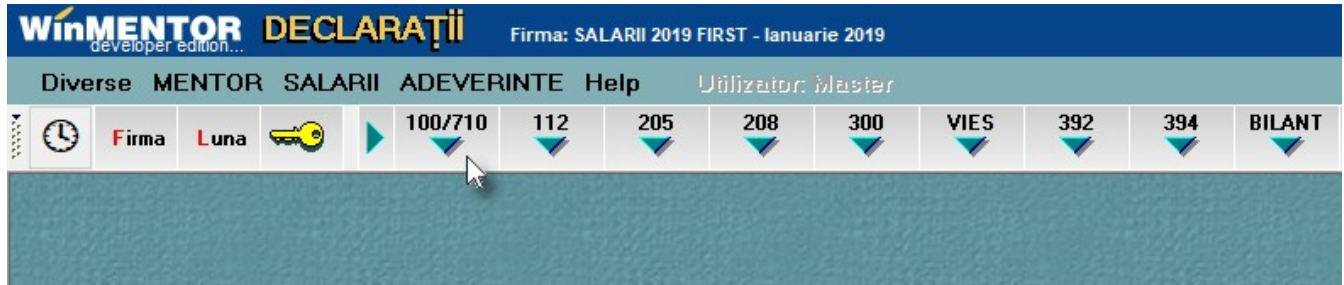 WinMENTOR DECLARAȚII Firma: SALARII 2019 FIRST - Ianuarie 2019
developer edition...
Diverse MENTOR SALARII ADEVERINTE Help Utilizator: Master
Firma Luna 100/710 112 205 208 300 VIES 392 394 BILANT